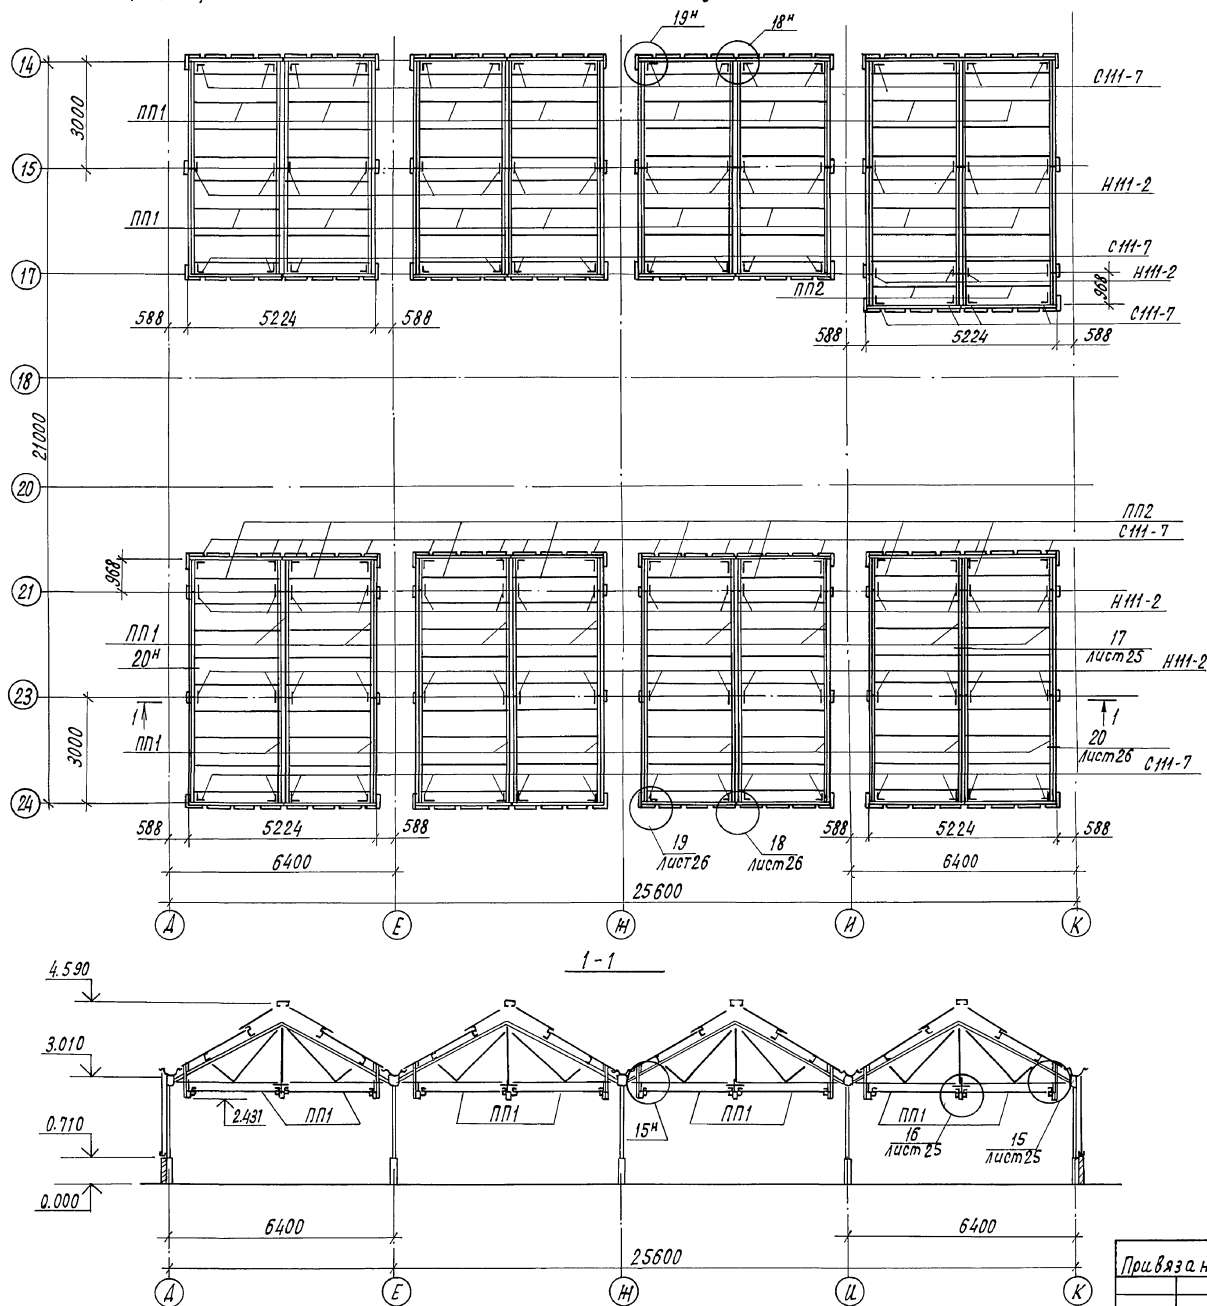 19н
18н
14
С111-7
3000
ПП1
15
Н111-2
ПП1
С111-7
17
Н111-2
ПП2
968
С111-7
588
5224
588
588
5224
588
18
21000
20
ПП2
С111-7
968
21
Н111-2
ПП1
17
лист25
20н
Н111-2
23
1
1
3000
ПП1
20
лист26
С111-7
24
588
5224
588
19
лист26
18
лист26
588
5224
588
6400
6400
25600
Д
Е
Ж
И
К
1-1
4.590
3.010
2.431
ПП1
ПП1
15н
ПП1
ПП1
16
лист25
15
лист25
0.710
0.000
6400
6400
25600
Привязан
Д
Е
Ж
И
К